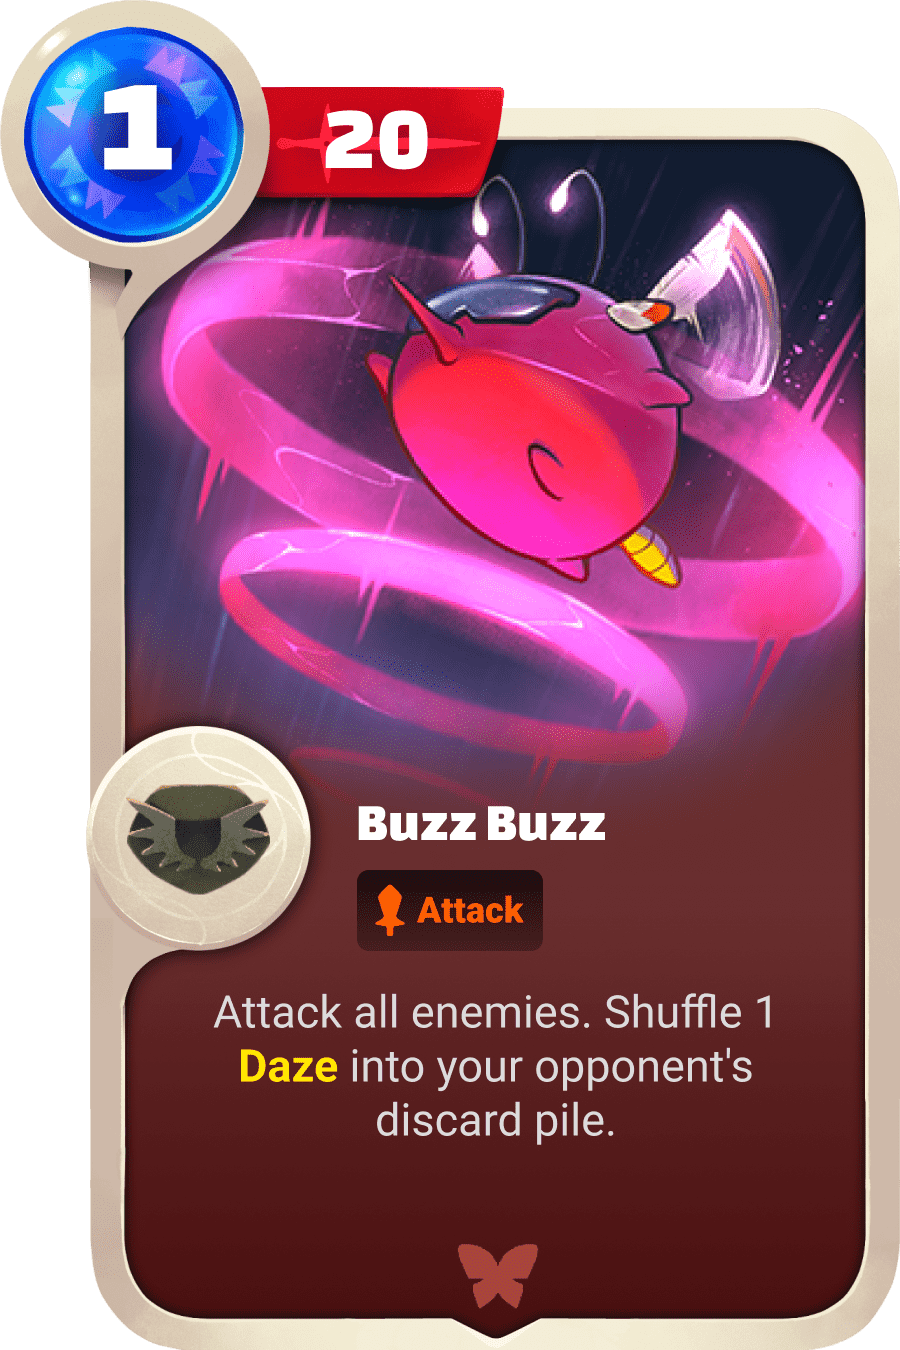 1
20
Buzz Buzz
Attack
Attack all enemies. Shuffle 1
Daze into your opponent's
discard pile.